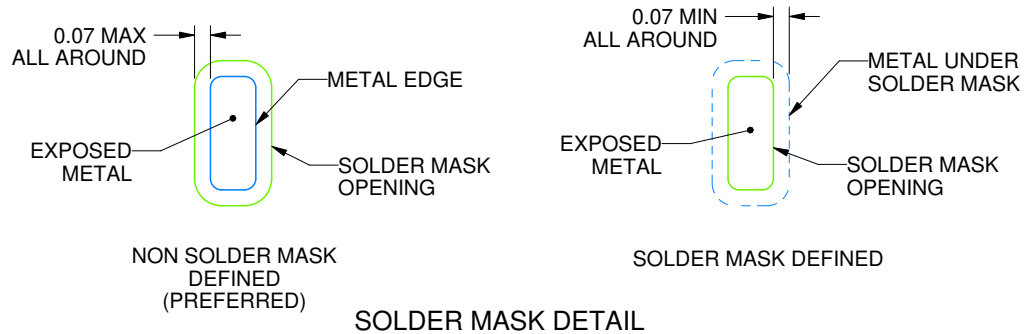 0.07 MAX
ALL AROUND
METAL EDGE
EXPOSED
METAL
SOLDER MASK
OPENING
NON SOLDER MASK
DEFINED
(PREFERRED)
0.07 MIN
ALL AROUND
METAL UNDER
SOLDER MASK
EXPOSED
METAL
SOLDER MASK
OPENING
SOLDER MASK DEFINED
SOLDER MASK DETAIL